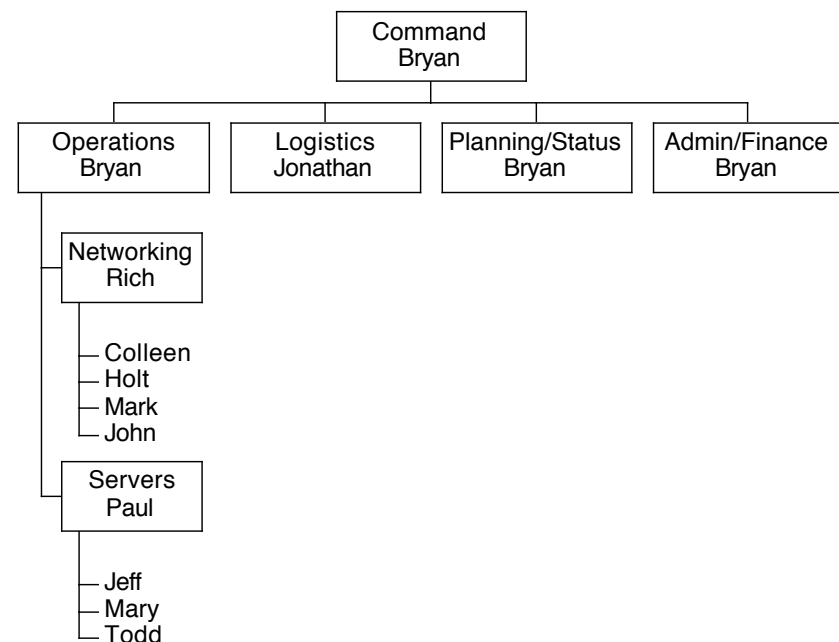 Command
Bryan
Operations
Bryan
Logistics
Jonathan
Planning/Status
Bryan
Admin/Finance
Bryan
Networking
Rich
Colleen
Holt
Mark
John
Servers
Paul
Jeff
Mary
Todd